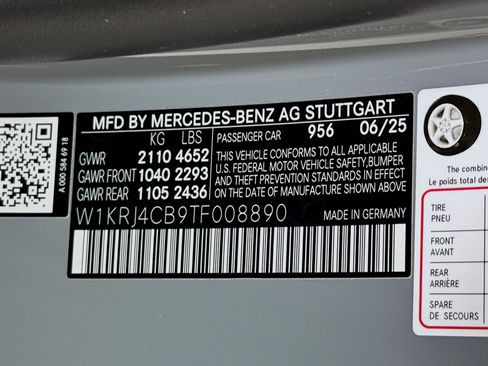 MFD BY MERCEDES-BENZ AG STUTTGART
KG LBS
PASSENGER CAR 956 06/25
GVWR 2110 4652
GAWR FRONT 1040 2293
GAWR REAR 1105 2436
THIS VEHICLE CONFORMS TO ALL APPLICABLE
U.S. FEDERAL MOTOR VEHICLE SAFETY, BUMPER
AND THEFT PREVENTION STANDARDS IN EFFECT
ON THE DATE OF MANUFACTURE SHOWN ABOVE
W1KRJ4CB9TF008890
MADE IN GERMANY
A 000 584 69 18
The combine
Le poids total des
TIRE
PNEU
FRONT
AVANT
REAR
ARRIÈRE
SPARE
DE SECOURS